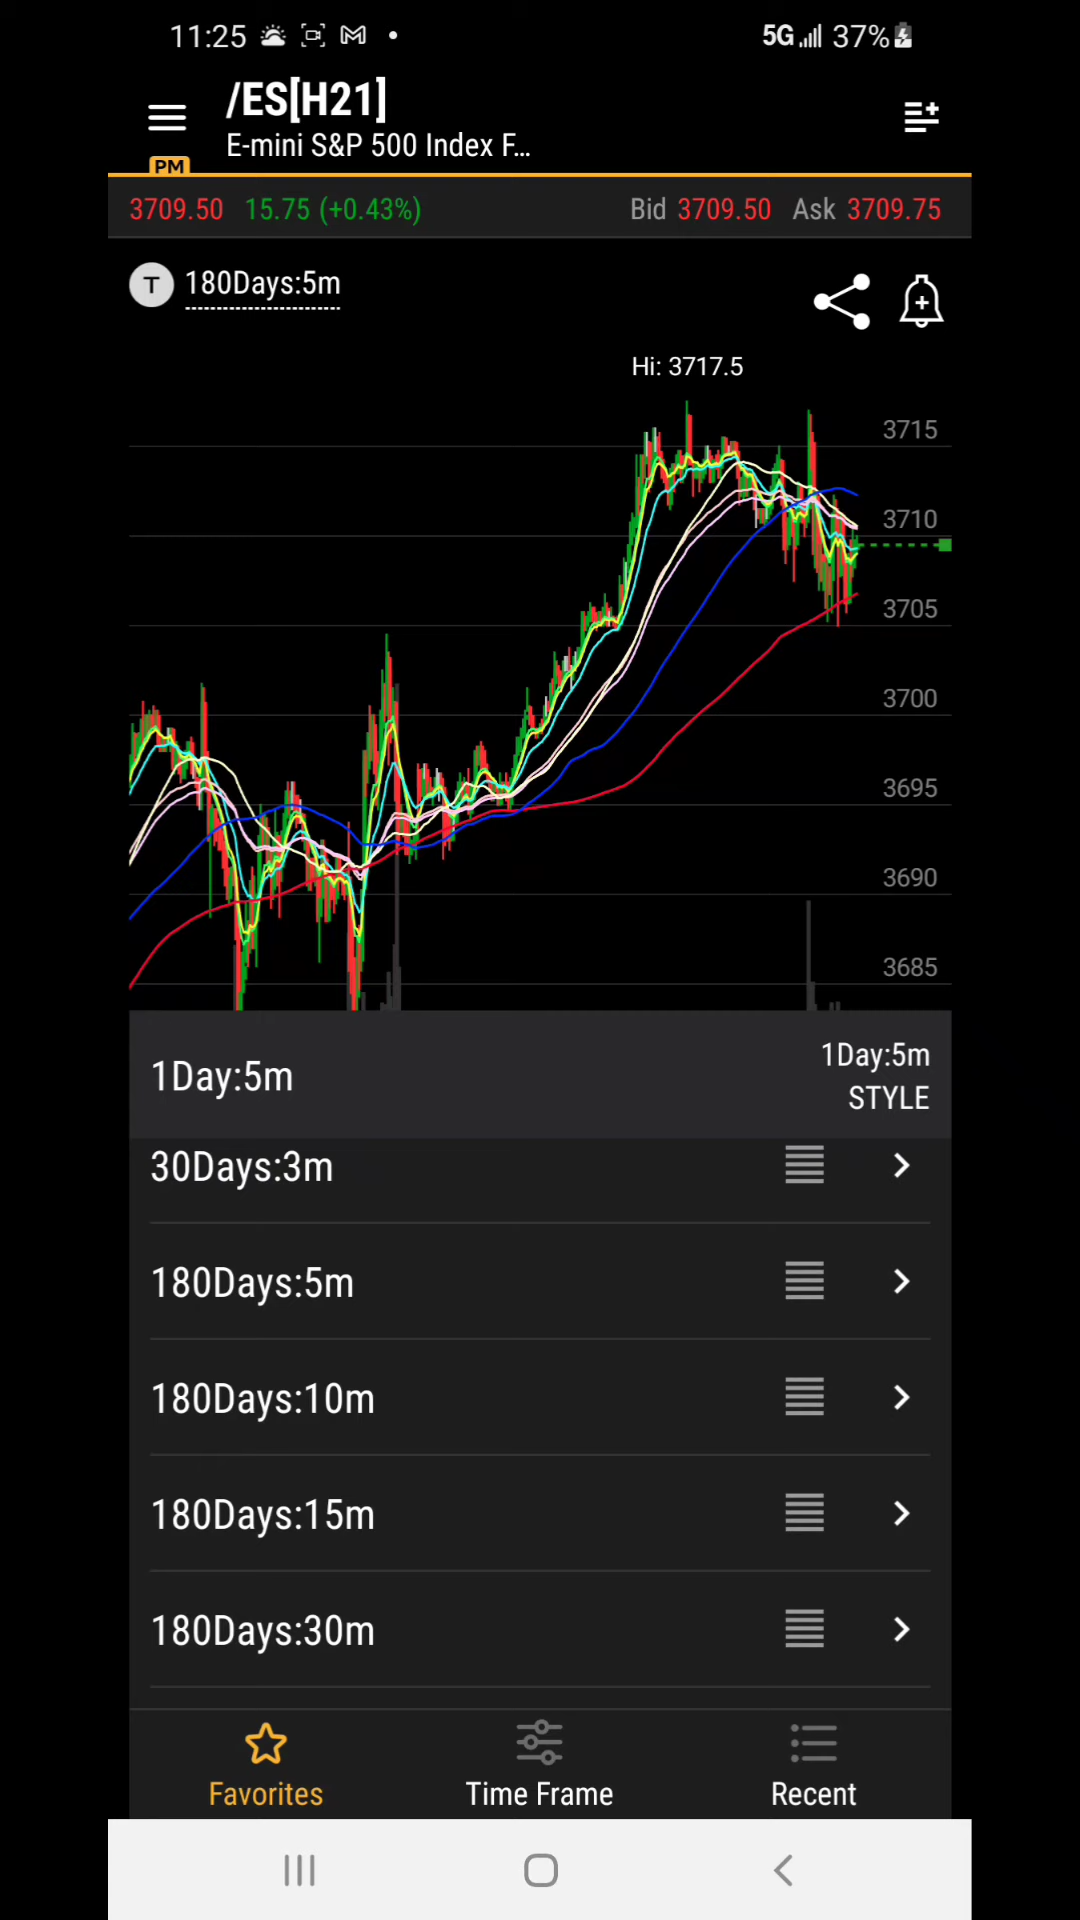 11:25 5G 37%
/ES[H21]
E-mini S&P 500 Index F...
PM
3709.50 15.75 (+0.43%) Bid 3709.50 Ask 3709.75
T 180Days:5m
Hi: 3717.5
3715
3710
3705
3700
3695
3690
3685
1Day:5m
1Day:5m
STYLE
30Days:3m
180Days:5m
180Days:10m
180Days:15m
180Days:30m
Favorites Time Frame Recent